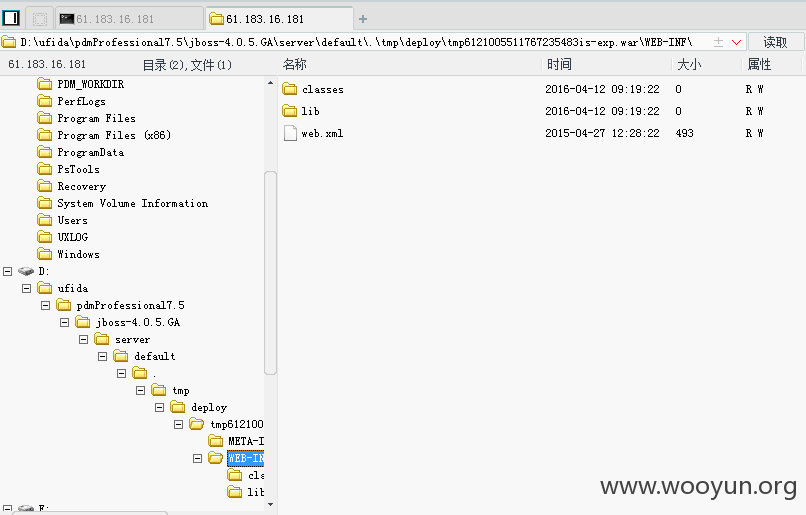 61.183.16.181
61.183.16.181
D:\ufida\pdmProfessional7.5\jboss-4.0.5.GA\server\default\.\tmp\deploy\tmp6121005511767235483is-exp.war\WEB-INF\
读取
61.183.16.181 目录(2),文件(1)
名称 时间 大小 属性
PDM_WORKDIR
PerfLogs
Program Files
Program Files (x86)
ProgramData
PsTools
Recovery
System Volume Information
Users
UXLOG
Windows
D:
ufida
pdmProfessional7.5
jboss-4.0.5.GA
server
default
.
tmp
deploy
tmp612100
META-I
WEB-IN
cla
lib
classes 2016-04-12 09:19:22 0 R W
lib 2016-04-12 09:19:22 0 R W
web.xml 2015-04-27 12:28:22 493 R W
www.wooyun.org